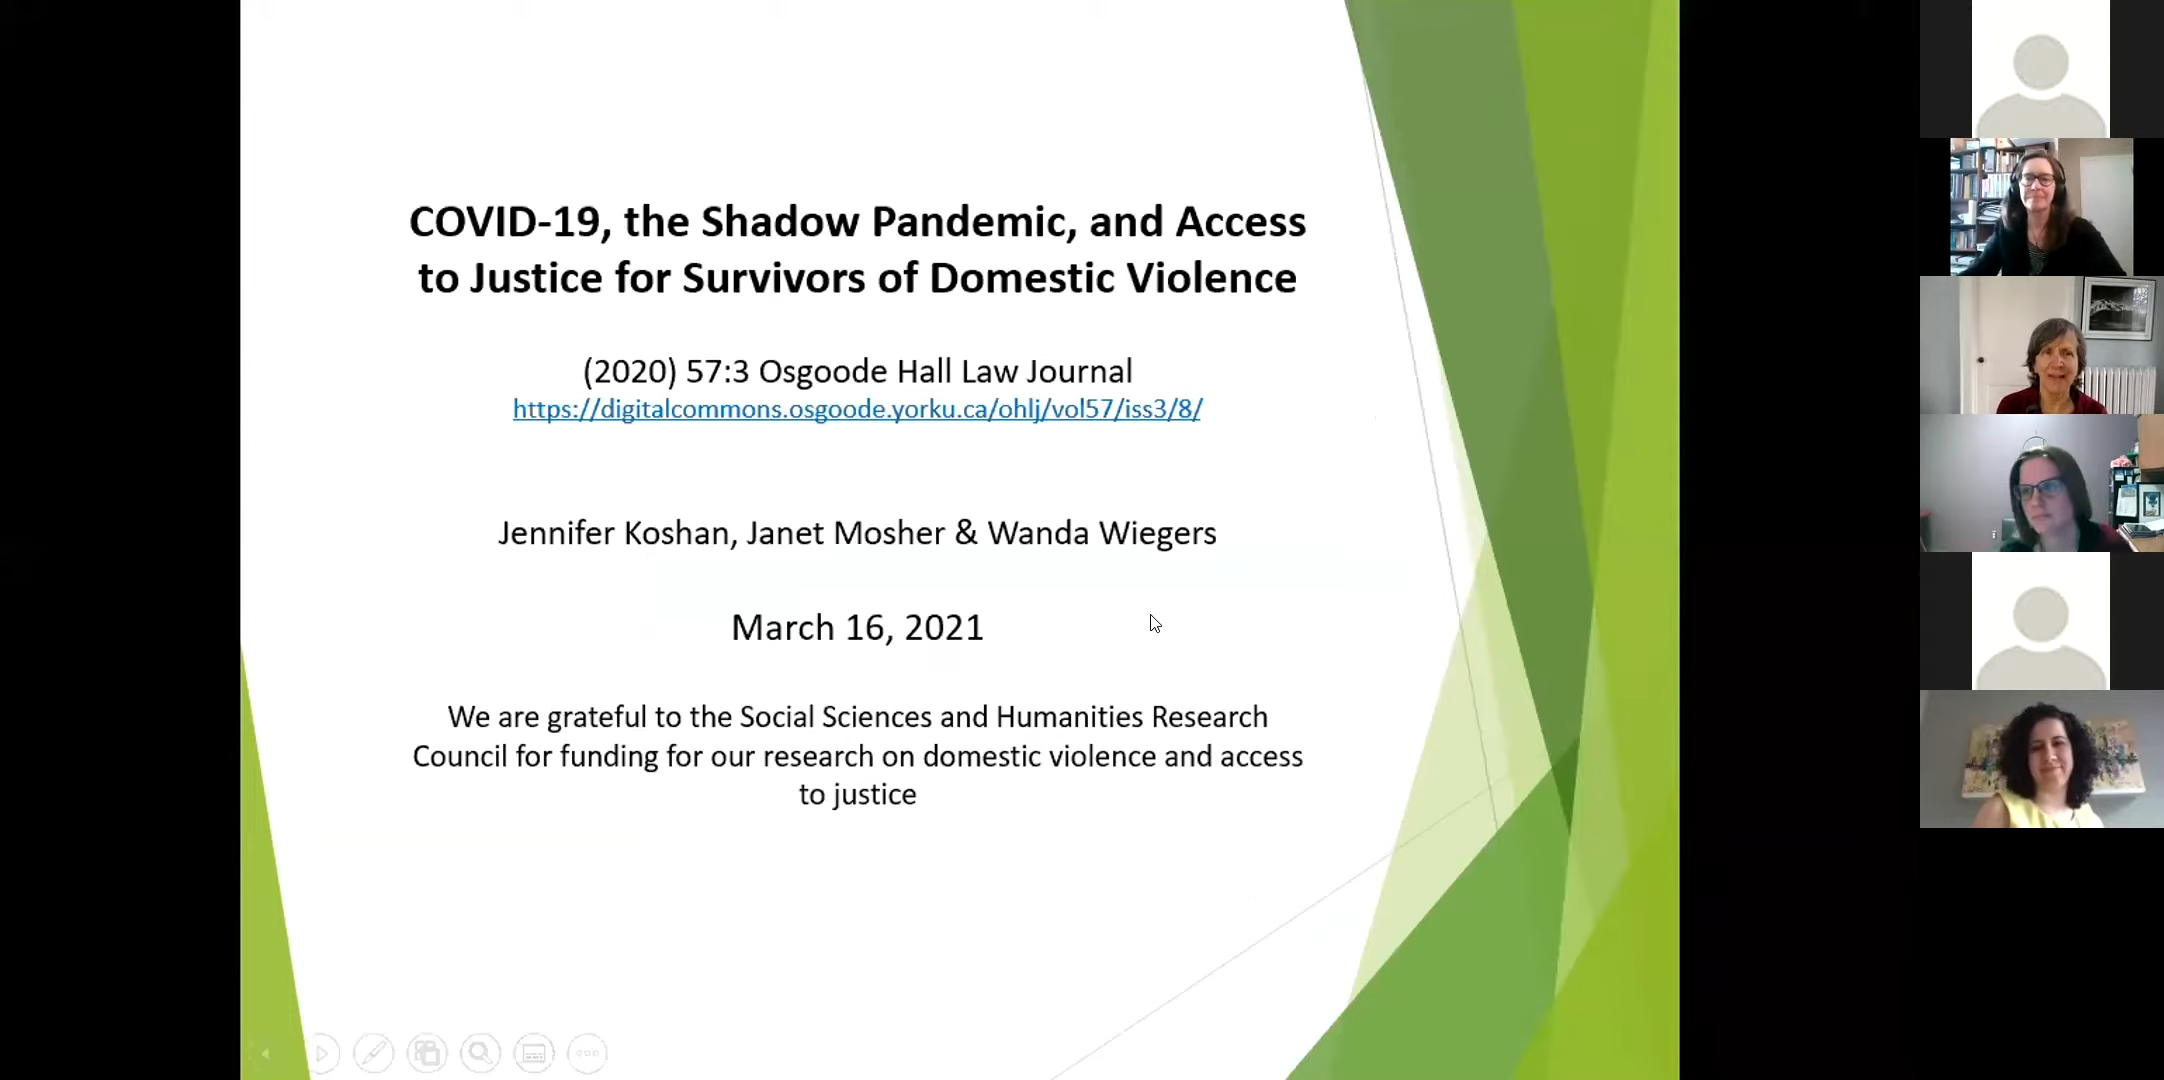 COVID-19, the Shadow Pandemic, and Access
to Justice for Survivors of Domestic Violence
(2020) 57:3 Osgoode Hall Law Journal
https://digitalcommons.osgoode.yorku.ca/ohlj/vol57/iss3/8/
Jennifer Koshan, Janet Mosher & Wanda Wiegers
March 16, 2021
We are grateful to the Social Sciences and Humanities Research
Council for funding for our research on domestic violence and access
to justice